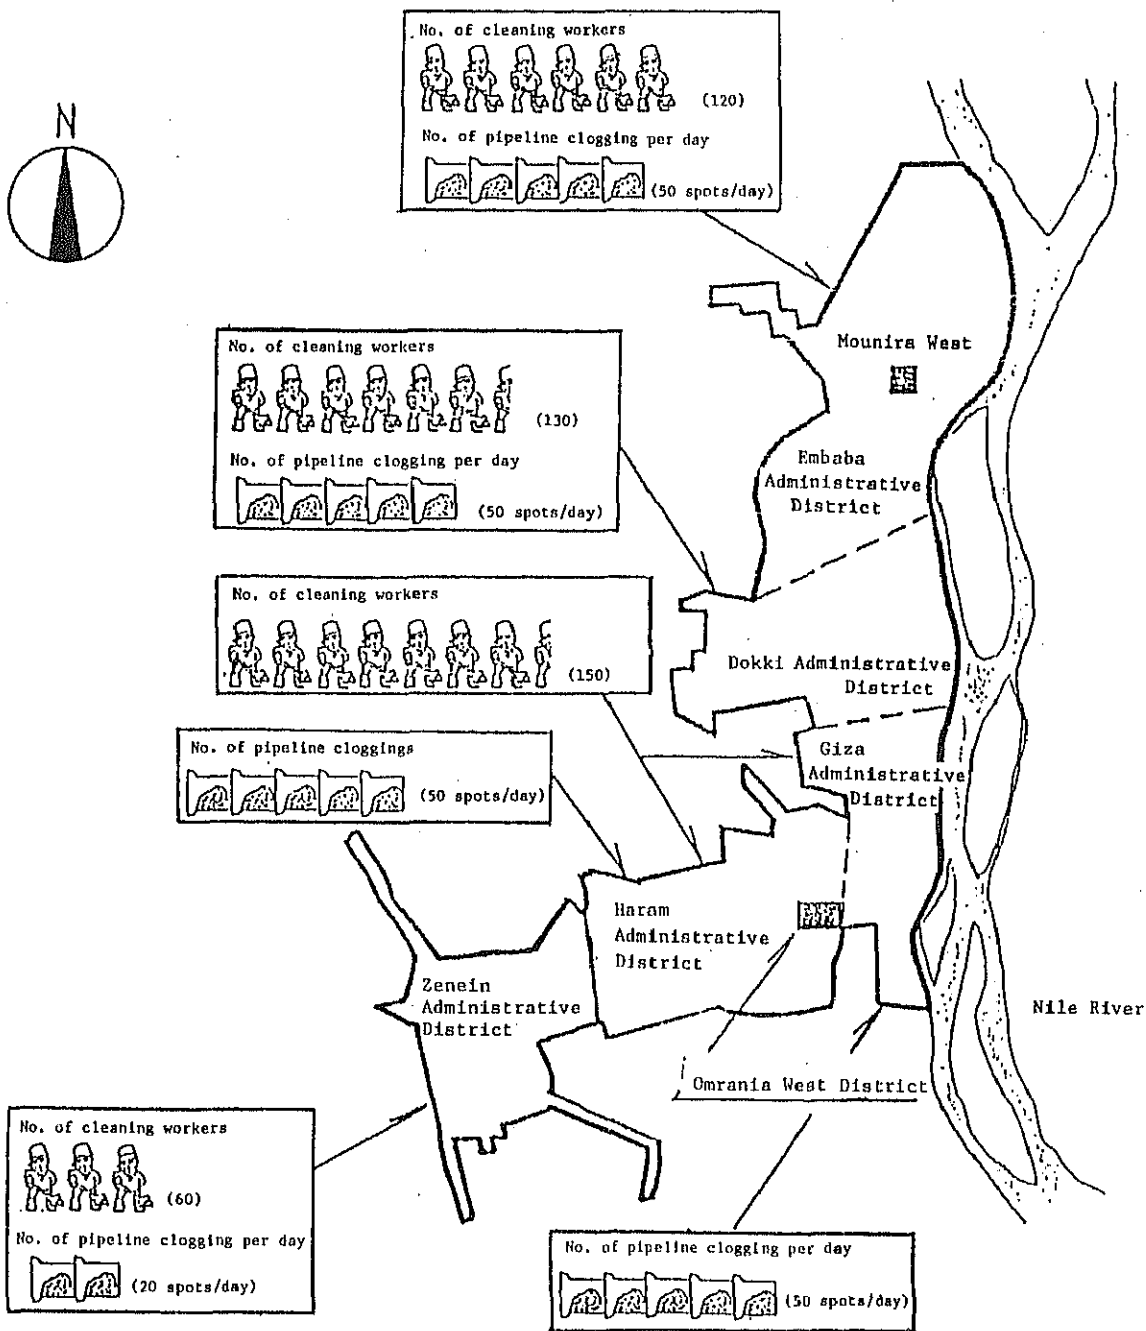 No. of cleaning workers
(120)
No. of pipeline clogging per day
(50 spots/day)
N
Mounira West
No. of cleaning workers
(130)
No. of pipeline clogging per day
(50 spots/day)
Embaba
Administrative
District
No. of cleaning workers
(150)
Dokki Administrative
District
No. of pipeline cloggings
(50 spots/day)
Giza
Administrative
District
Haram
Administrative
District
Zenein
Administrative
District
Nile River
Omrania West District
No. of cleaning workers
(60)
No. of pipeline clogging per day
(20 spots/day)
No. of pipeline clogging per day
(50 spots/day)